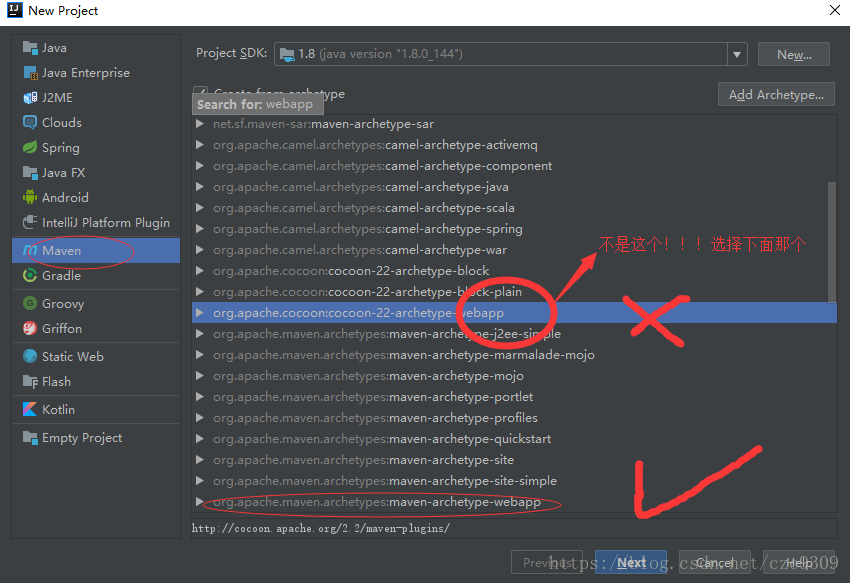 New Project
Java
Java Enterprise
J2ME
Clouds
Spring
Java FX
Android
IntelliJ Platform Plugin
Maven
Gradle
Groovy
Griffon
Static Web
Flash
Kotlin
Empty Project
Project SDK: 1.8 (java version "1.8.0_144") New...
Create from archetype Add Archetype...
Search for: webapp
net.sf.maven-sar:maven-archetype-sar
org.apache.camel.archetypes:camel-archetype-activemq
org.apache.camel.archetypes:camel-archetype-component
org.apache.camel.archetypes:camel-archetype-java
org.apache.camel.archetypes:camel-archetype-scala
org.apache.camel.archetypes:camel-archetype-spring
org.apache.camel.archetypes:camel-archetype-war
不是这个！！！选择下面那个
org.apache.cocoon:cocoon-22-archetype-block
org.apache.cocoon:cocoon-22-archetype-block-plain
org.apache.cocoon:cocoon-22-archetype-webapp
org.apache.maven.archetypes:maven-archetype-j2ee-simple
org.apache.maven.archetypes:maven-archetype-marmalade-mojo
org.apache.maven.archetypes:maven-archetype-mojo
org.apache.maven.archetypes:maven-archetype-portlet
org.apache.maven.archetypes:maven-archetype-profiles
org.apache.maven.archetypes:maven-archetype-quickstart
org.apache.maven.archetypes:maven-archetype-site
org.apache.maven.archetypes:maven-archetype-site-simple
org.apache.maven.archetypes:maven-archetype-webapp
http://cocoon.apache.org/2.2/maven-plugins/
Previous Next Cancel Help